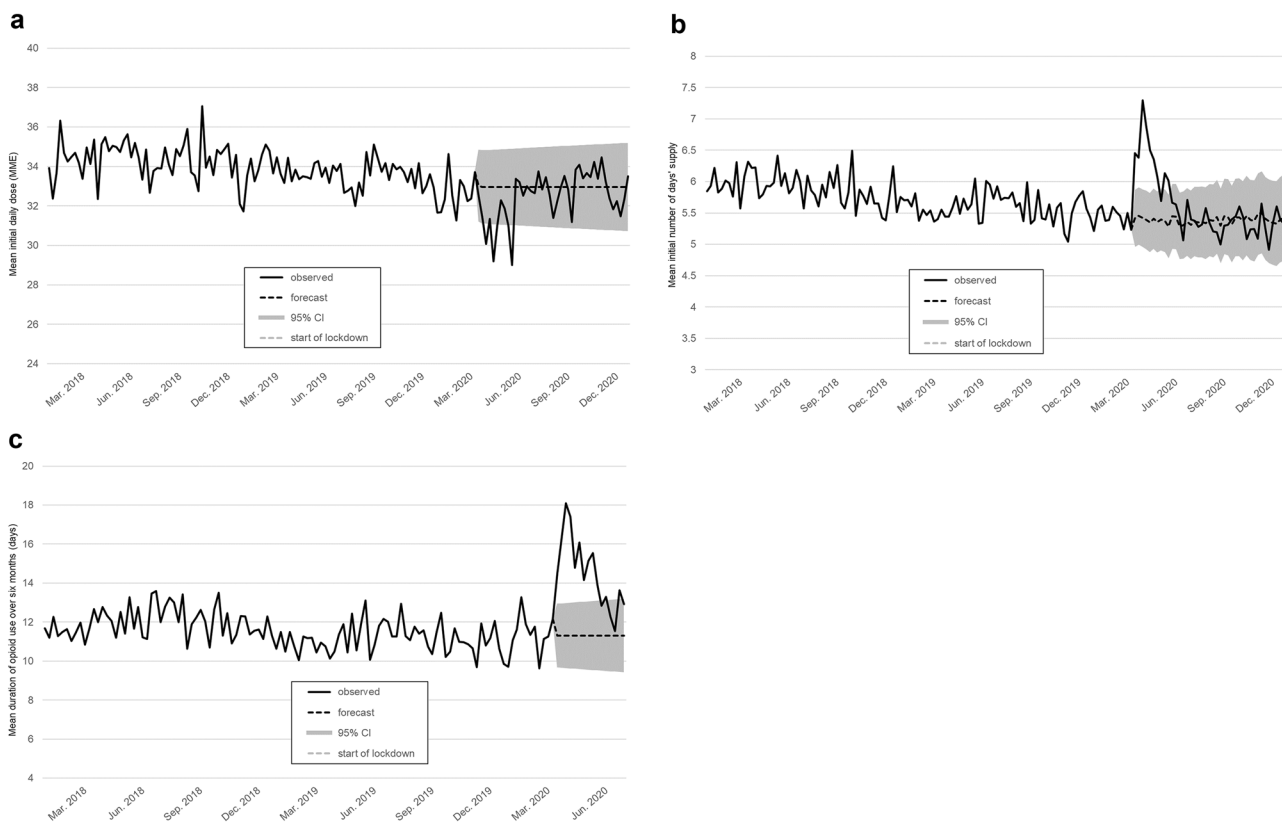 a
Mean initial daily dose (MME)
40
38
36
34
32
30
28
26
24
observed
forecast
95% CI
start of lockdown
Mar. 2018
Jun. 2018
Sep. 2018
Dec. 2018
Mar. 2019
Jun. 2019
Sep. 2019
Dec. 2019
Mar. 2020
Jun. 2020
Sep. 2020
Dec. 2020
b
Mean initial number of days' supply
8
7.5
7
6.5
6
5.5
5
4.5
4
3.5
3
observed
forecast
95% CI
start of lockdown
Mar. 2018
Jun. 2018
Sep. 2018
Dec. 2018
Mar. 2019
Jun. 2019
Sep. 2019
Dec. 2019
Mar. 2020
Jun. 2020
Sep. 2020
Dec. 2020
c
Mean duration of opioid use over six months (days)
20
18
16
14
12
10
8
6
4
observed
forecast
95% CI
start of lockdown
Mar. 2018
Jun. 2018
Sep. 2018
Dec. 2018
Mar. 2019
Jun. 2019
Sep. 2019
Dec. 2019
Mar. 2020
Jun. 2020